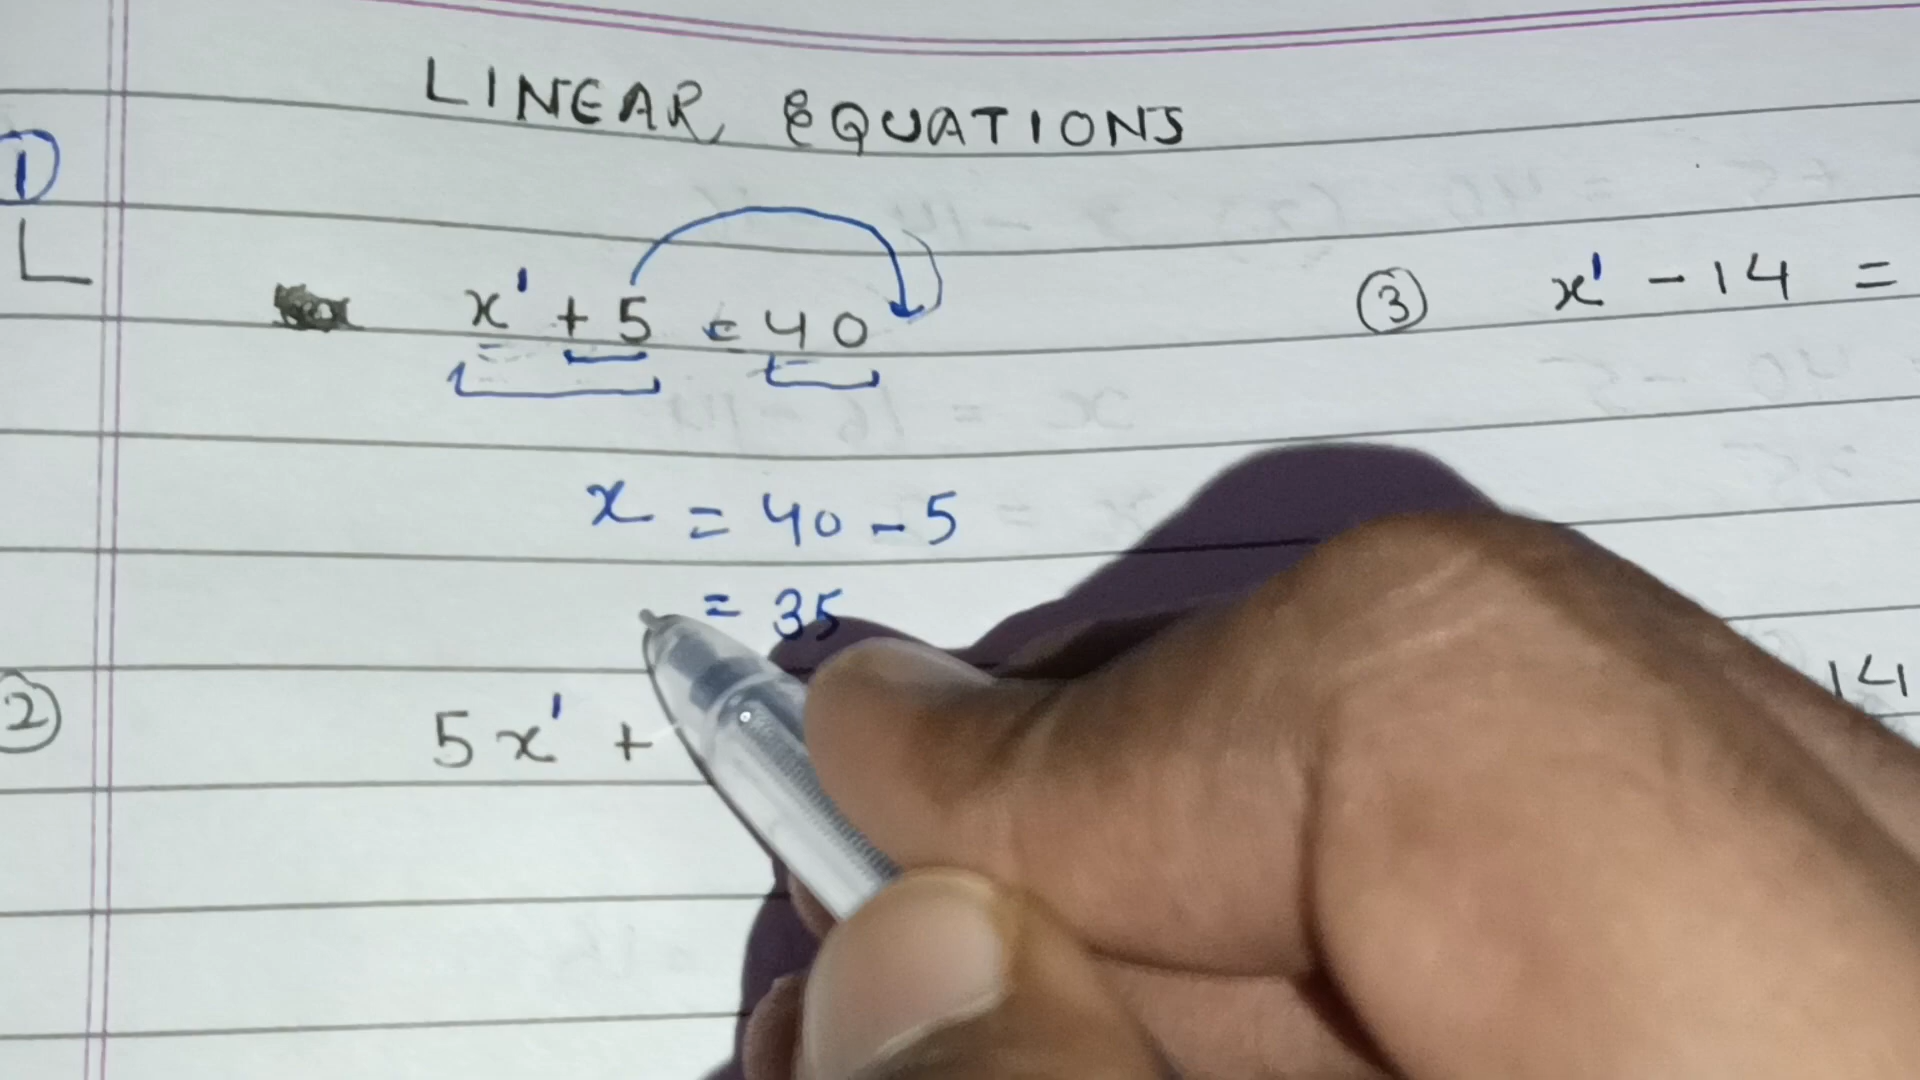 LINEAR EQUATIONS
1
L
x¹ + 5 = 40
x = 40 - 5
= 35
2
5x¹ +
3
x¹ - 14 =
14